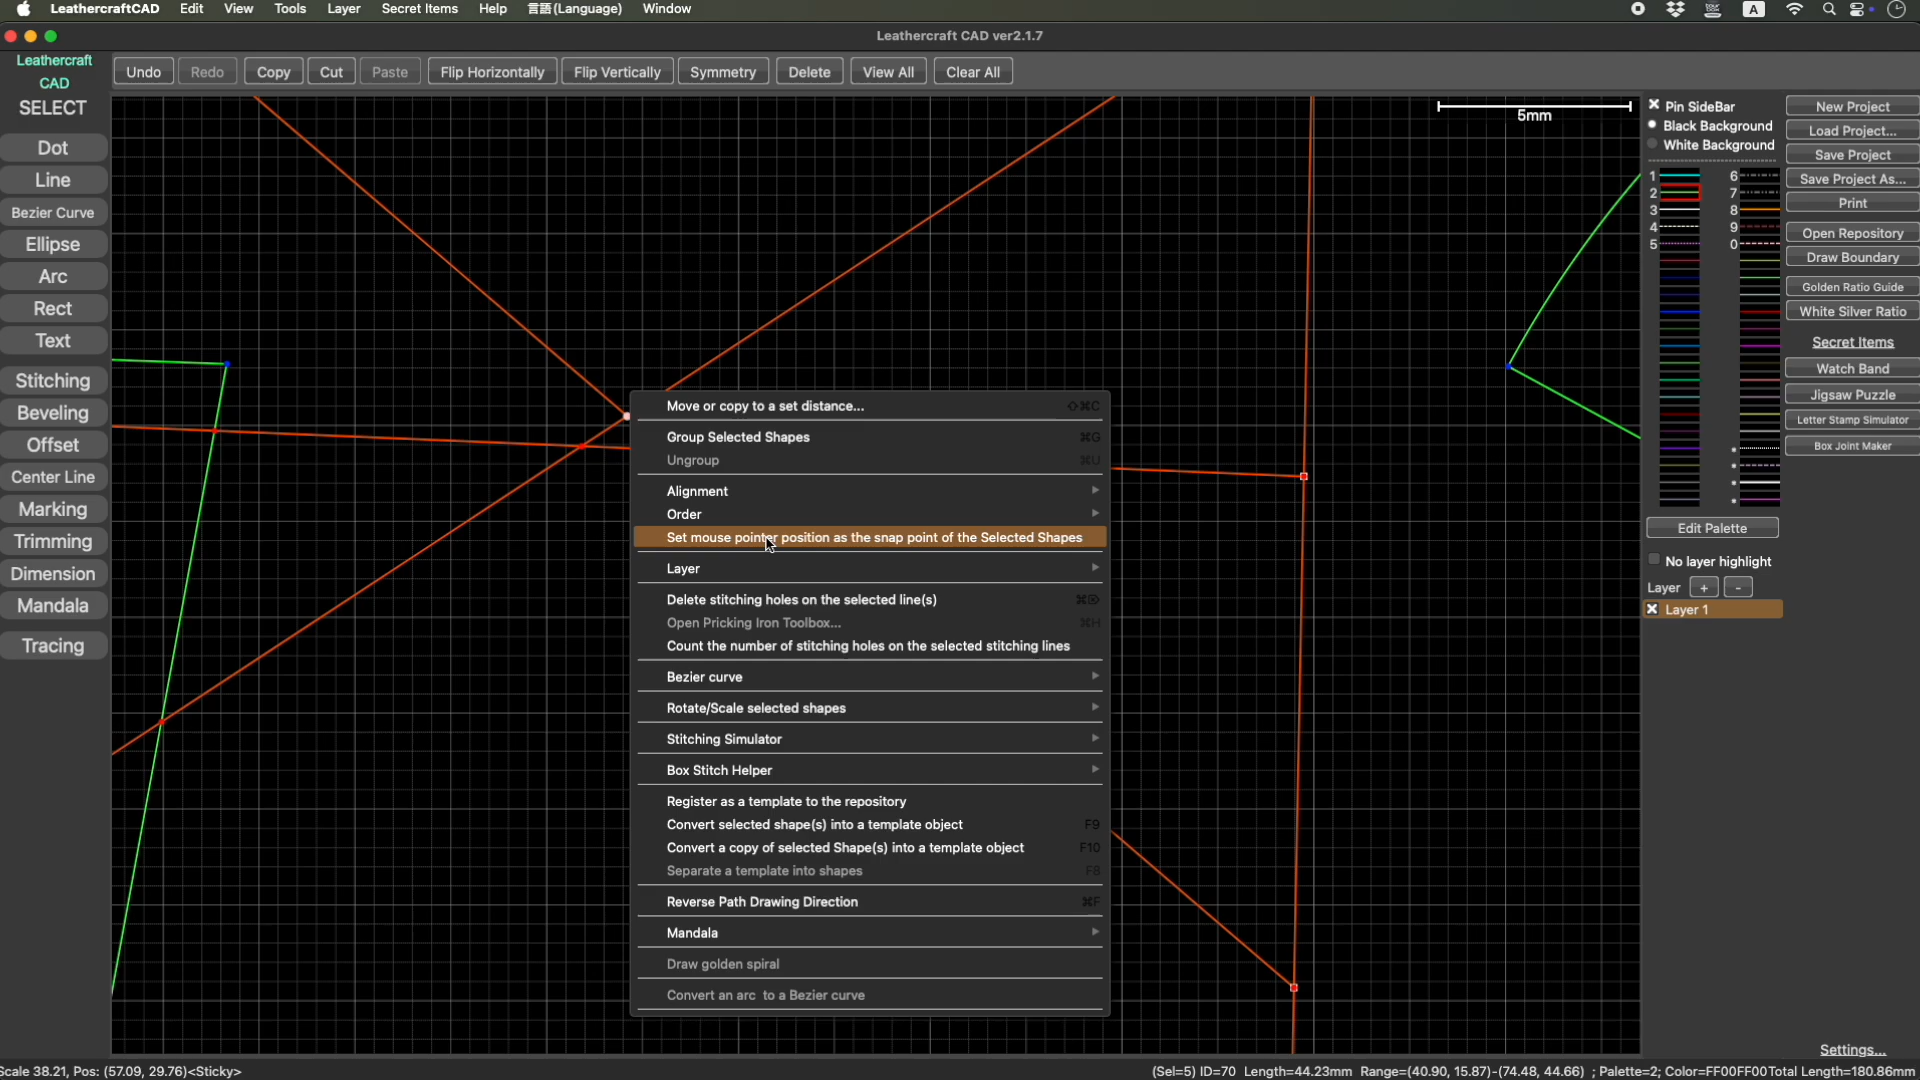 LeathercraftCAD Edit View Tools Layer Secret Items Help 言語(Language) Window
A
Leathercraft CAD ver2.1.7
Leathercraft
CAD
SELECT
Undo Redo Copy Cut Paste Flip Horizontally Flip Vertically Symmetry Delete View All Clear All
Dot
Line
Bezier Curve
Ellipse
Arc
Rect
Text
Stitching
Beveling
Offset
Center Line
Marking
Trimming
Dimension
Mandala
Tracing
5mm
Move or copy to a set distance... ⇧⌘C
Group Selected Shapes ⌘G
Ungroup ⌘U
Alignment
Order
Set mouse pointer position as the snap point of the Selected Shapes
Layer
Delete stitching holes on the selected line(s) ⌘⌦
Open Pricking Iron Toolbox... ⌘H
Count the number of stitching holes on the selected stitching lines
Bezier curve
Rotate/Scale selected shapes
Stitching Simulator
Box Stitch Helper
Register as a template to the repository
Convert selected shape(s) into a template object F9
Convert a copy of selected Shape(s) into a template object F10
Separate a template into shapes F8
Reverse Path Drawing Direction ⌘F
Mandala
Draw golden spiral
Convert an arc to a Bezier curve
Pin SideBar
Black Background
White Background
1 6
2 7
3 8
4 9
5 0
Edit Palette
No layer highlight
Layer + -
Layer 1
New Project
Load Project...
Save Project
Save Project As...
Print
Open Repository
Draw Boundary
Golden Ratio Guide
White Silver Ratio
Secret Items
Watch Band
Jigsaw Puzzle
Letter Stamp Simulator
Box Joint Maker
Settings...
Scale 38.21, Pos: (57.09, 29.76)<Sticky>
(Sel=5) ID=70 Length=44.23mm Range=(40.90, 15.87)-(74.48, 44.66) ; Palette=2; Color=FF00FF00Total Length=180.86mm